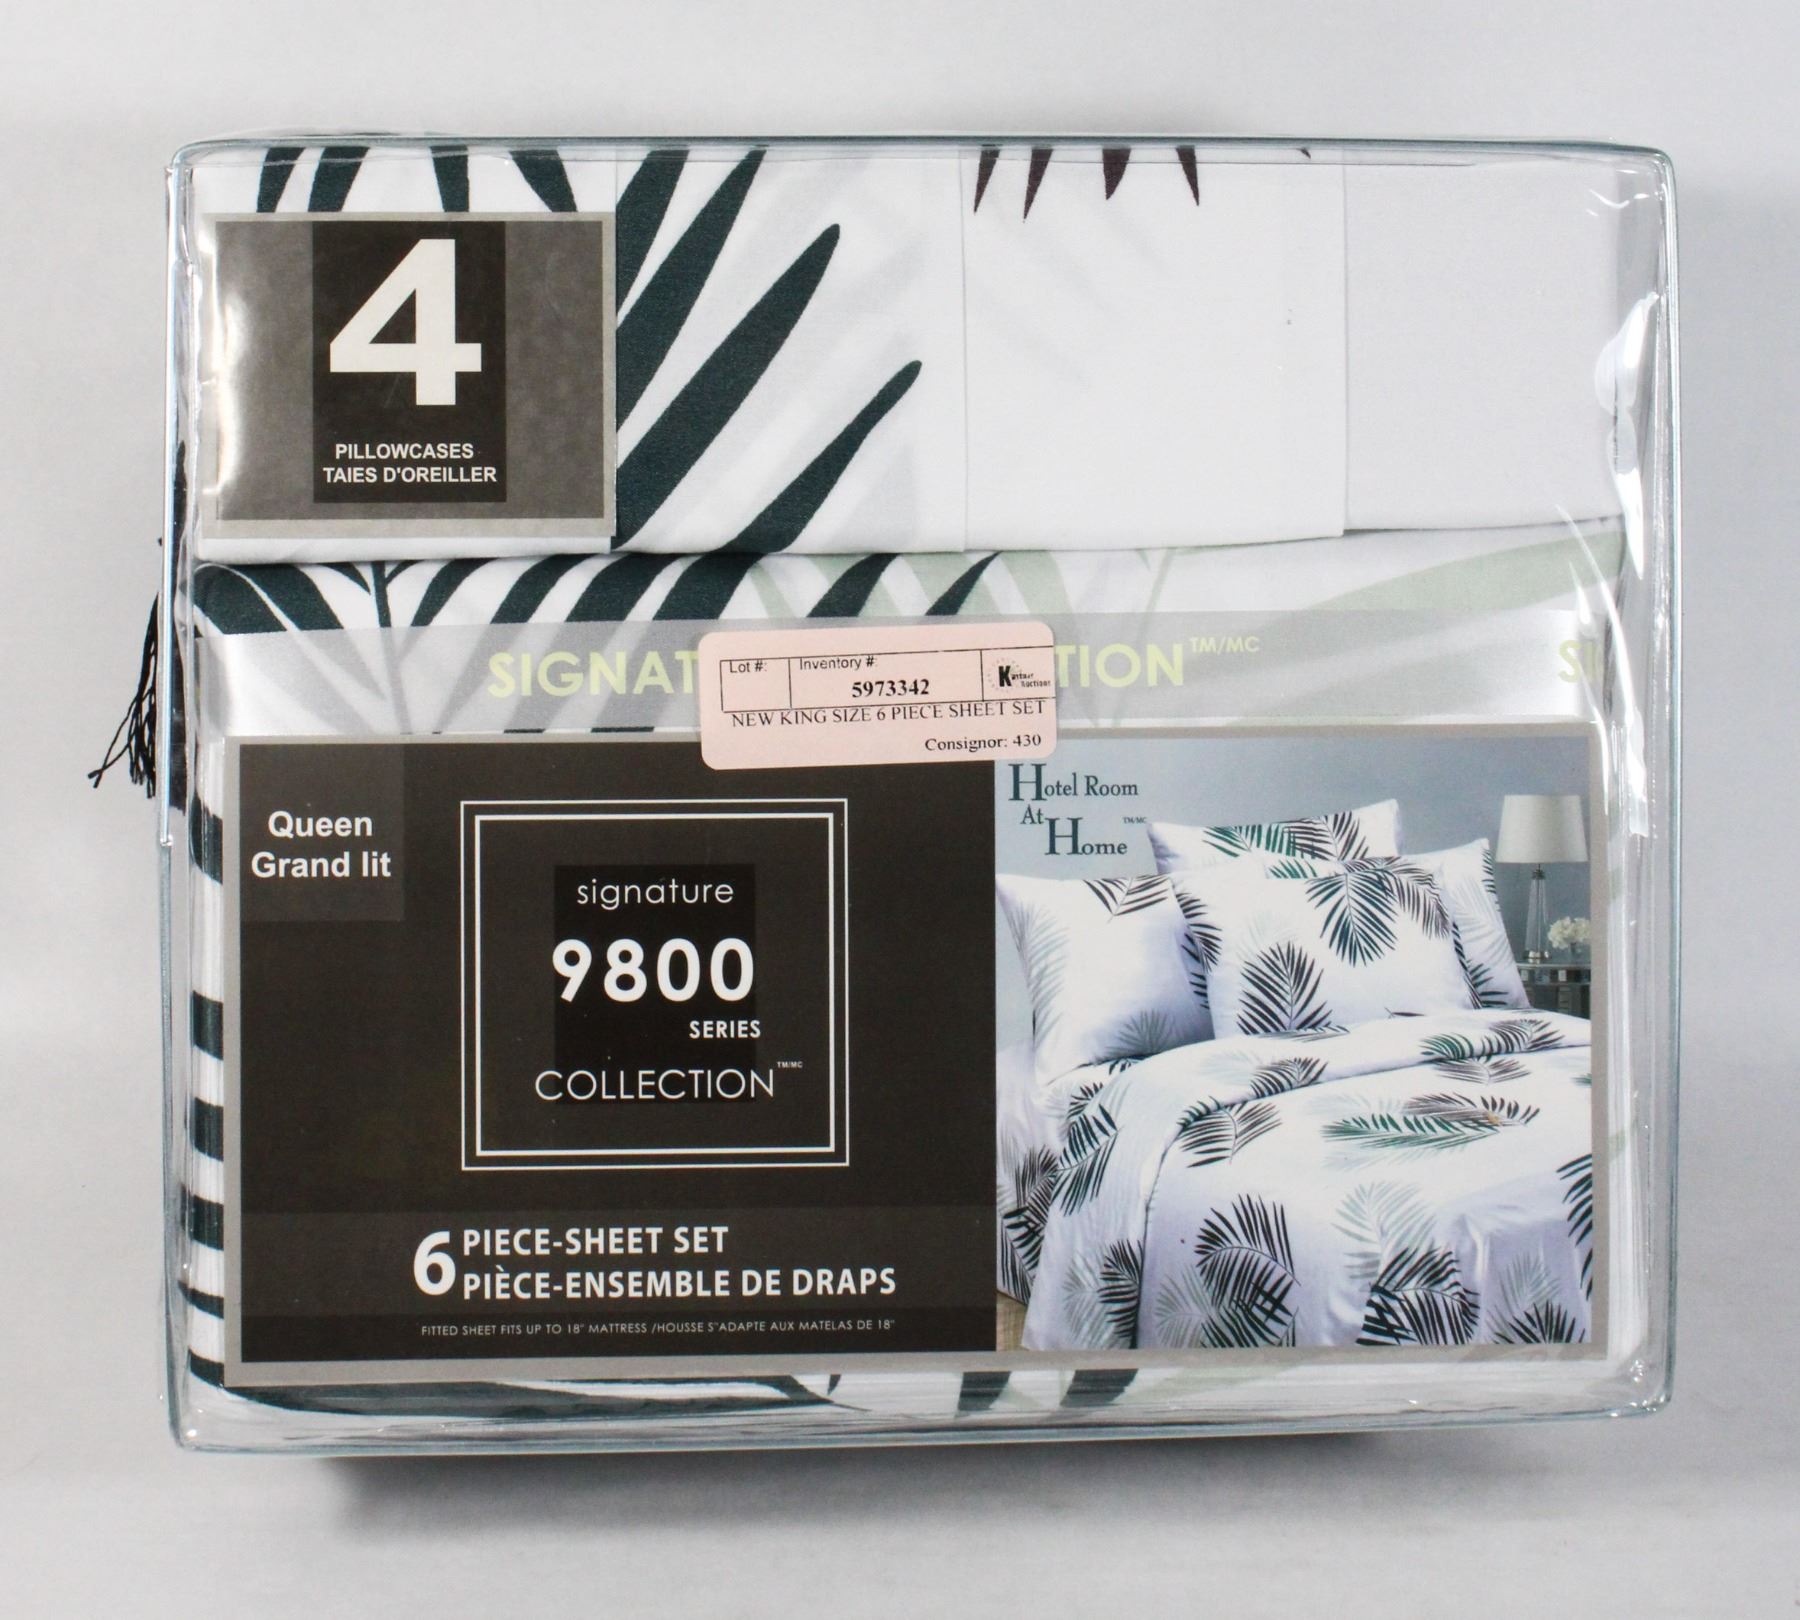 4
PILLOWCASES
TAIES D'OREILLER
SIGNAT TION TM/MC
Lot #: Inventory #:
5973342
Kastner Auctions
NEW KING SIZE 6 PIECE SHEET SET
Consignor: 430
Queen
Grand lit
signature
9800
SERIES
COLLECTION TM/MC
6 PIECE-SHEET SET
PIÈCE-ENSEMBLE DE DRAPS
FITTED SHEET FITS UP TO 18" MATTRESS /HOUSSE S"ADAPTE AUX MATELAS DE 18"
Hotel Room
At
Home TM/MC